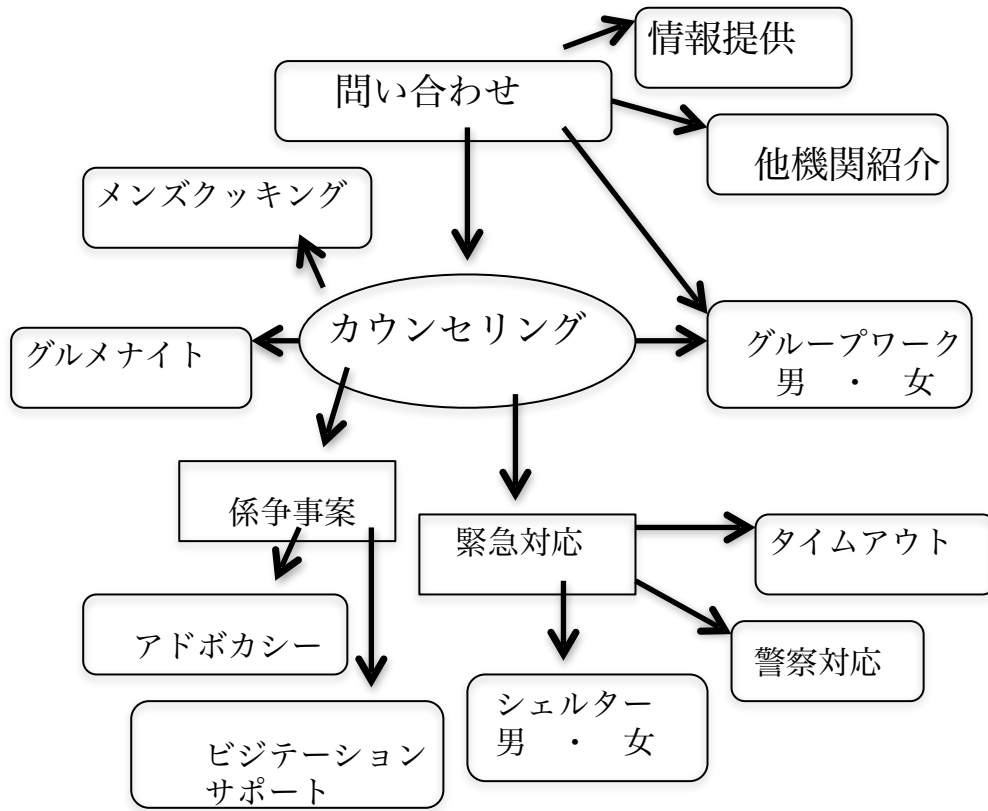 情報提供
問い合わせ
他機関紹介
メンズクッキング
カウンセリング
グルメナイト
グループワーク
男 ・ 女
係争事案
緊急対応
タイムアウト
アドボカシー
警察対応
シェルター
男 ・ 女
ビジテーション
サポート